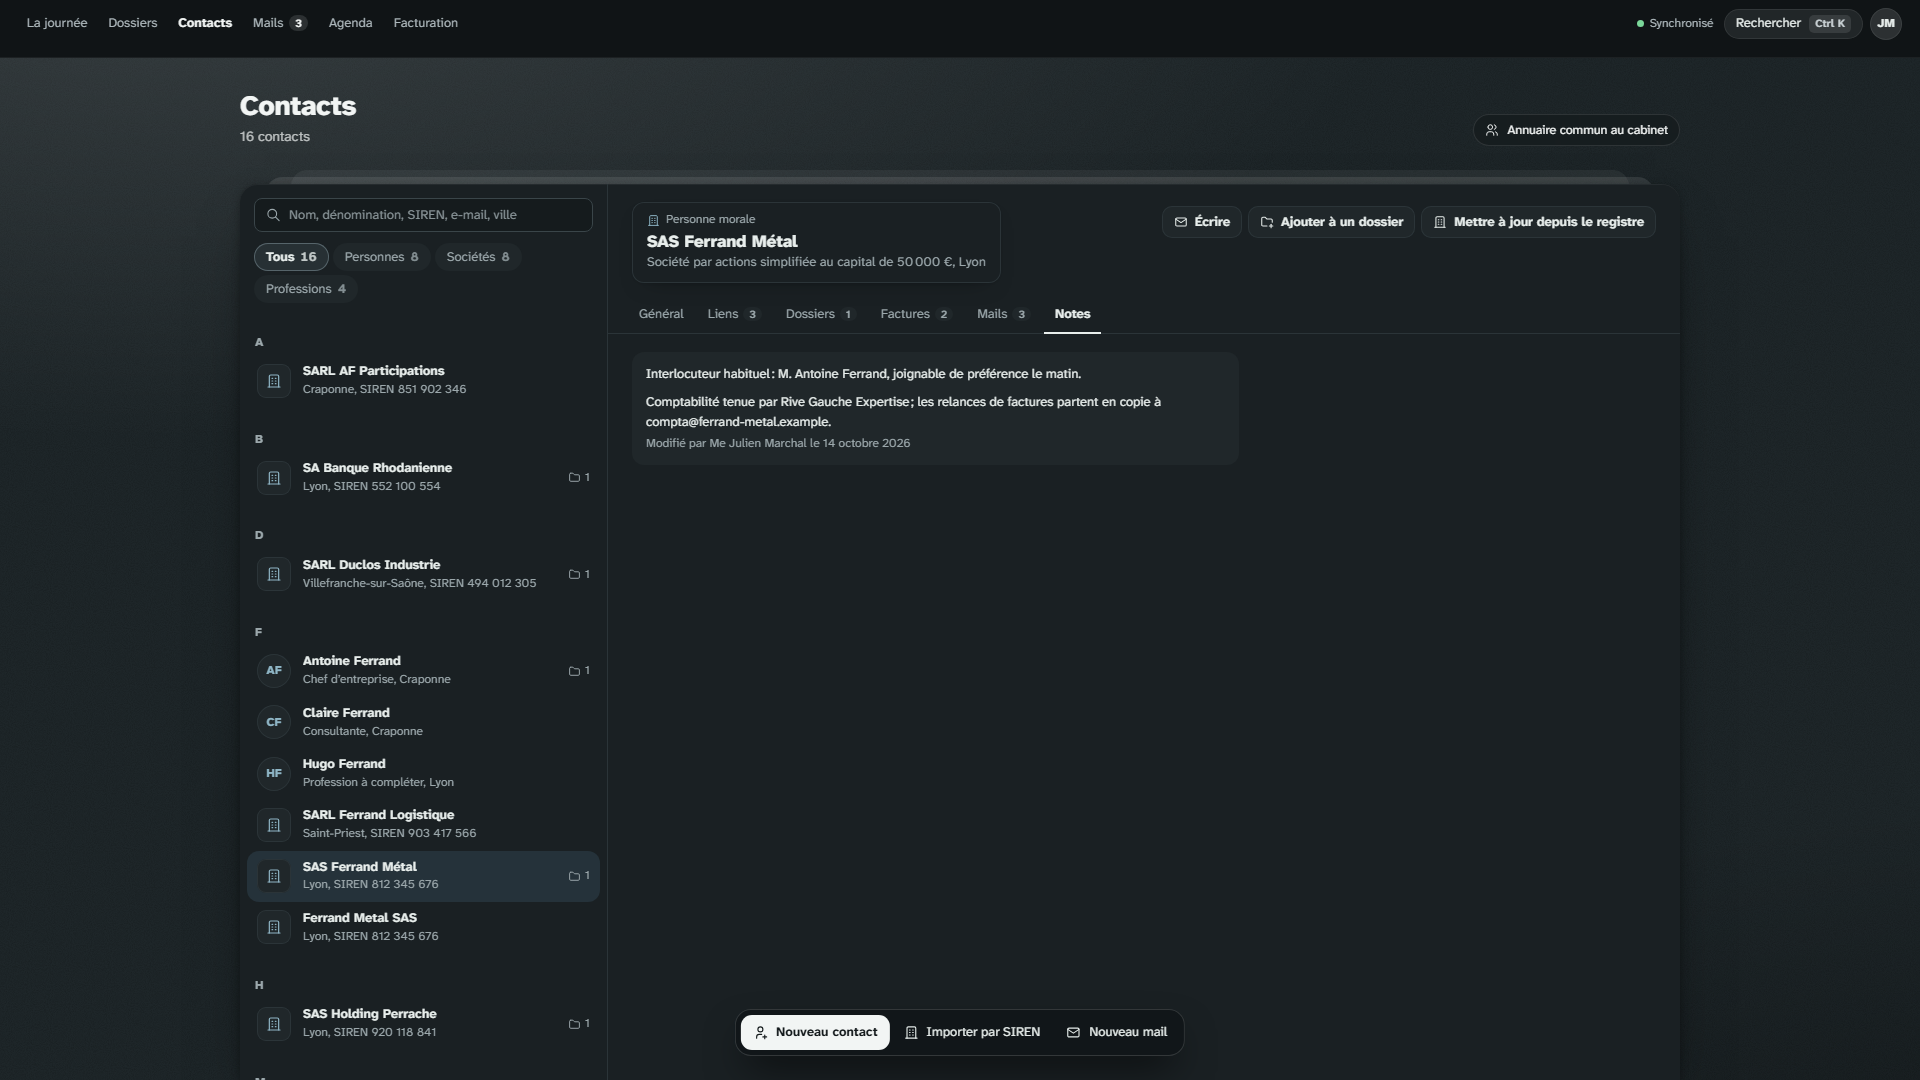 La journée
Dossiers
Contacts
Mails 3
Agenda
Facturation
Synchronisé
Rechercher Ctrl K
JM
Contacts
16 contacts
Annuaire commun au cabinet
Nom, dénomination, SIREN, e-mail, ville
Tous 16
Personnes 8
Sociétés 8
Professions 4
A
SARL AF Participations
Craponne, SIREN 851 902 346
B
SA Banque Rhodanienne
Lyon, SIREN 552 100 554
1
D
SARL Duclos Industrie
Villefranche-sur-Saône, SIREN 494 012 305
1
F
AF
Antoine Ferrand
Chef d'entreprise, Craponne
1
CF
Claire Ferrand
Consultante, Craponne
HF
Hugo Ferrand
Profession à compléter, Lyon
SARL Ferrand Logistique
Saint-Priest, SIREN 903 417 566
SAS Ferrand Métal
Lyon, SIREN 812 345 676
1
Ferrand Metal SAS
Lyon, SIREN 812 345 676
H
SAS Holding Perrache
Lyon, SIREN 920 118 841
1
Personne morale
SAS Ferrand Métal
Société par actions simplifiée au capital de 50 000 €, Lyon
Écrire
Ajouter à un dossier
Mettre à jour depuis le registre
Général
Liens 3
Dossiers 1
Factures 2
Mails 3
Notes
Interlocuteur habituel : M. Antoine Ferrand, joignable de préférence le matin.
Comptabilité tenue par Rive Gauche Expertise ; les relances de factures partent en copie à
compta@ferrand-metal.example.
Modifié par Me Julien Marchal le 14 octobre 2026
Nouveau contact
Importer par SIREN
Nouveau mail